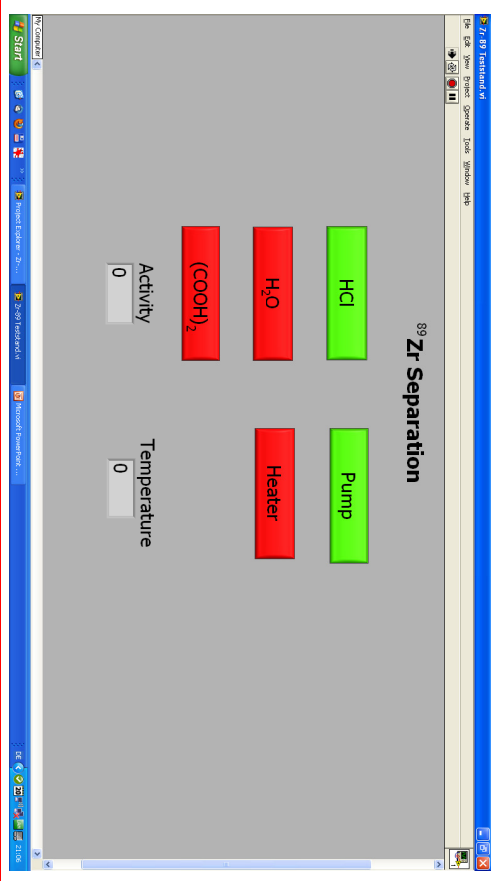 Zr-89 Teststand.vi
File Edit View Project Operate Tools Window Help
⁸⁹Zr Separation
HCl Pump
H₂O Heater
(COOH)₂
Activity Temperature
0 0
My Computer
Start Project Explorer - Zr-... Zr-89 Teststand.vi Microsoft PowerPoint ... DE 20 21:06